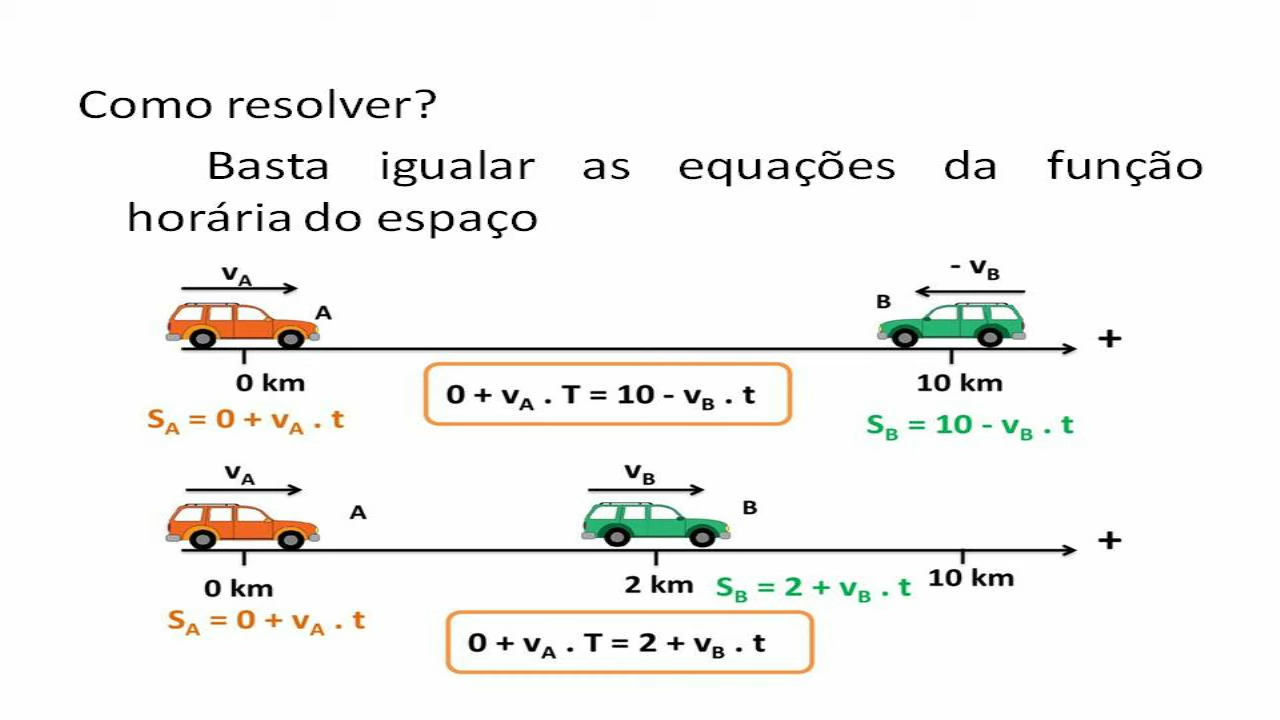 Como resolver?
Basta igualar as equações da função
horária do espaço
vA
- vB
A
B
+
0 km
10 km
0 + vA . T = 10 - vB . t
SA = 0 + vA . t
SB = 10 - vB . t
vA
vB
A
B
+
0 km
2 km
SB = 2 + vB . t
10 km
SA = 0 + vA . t
0 + vA . T = 2 + vB . t